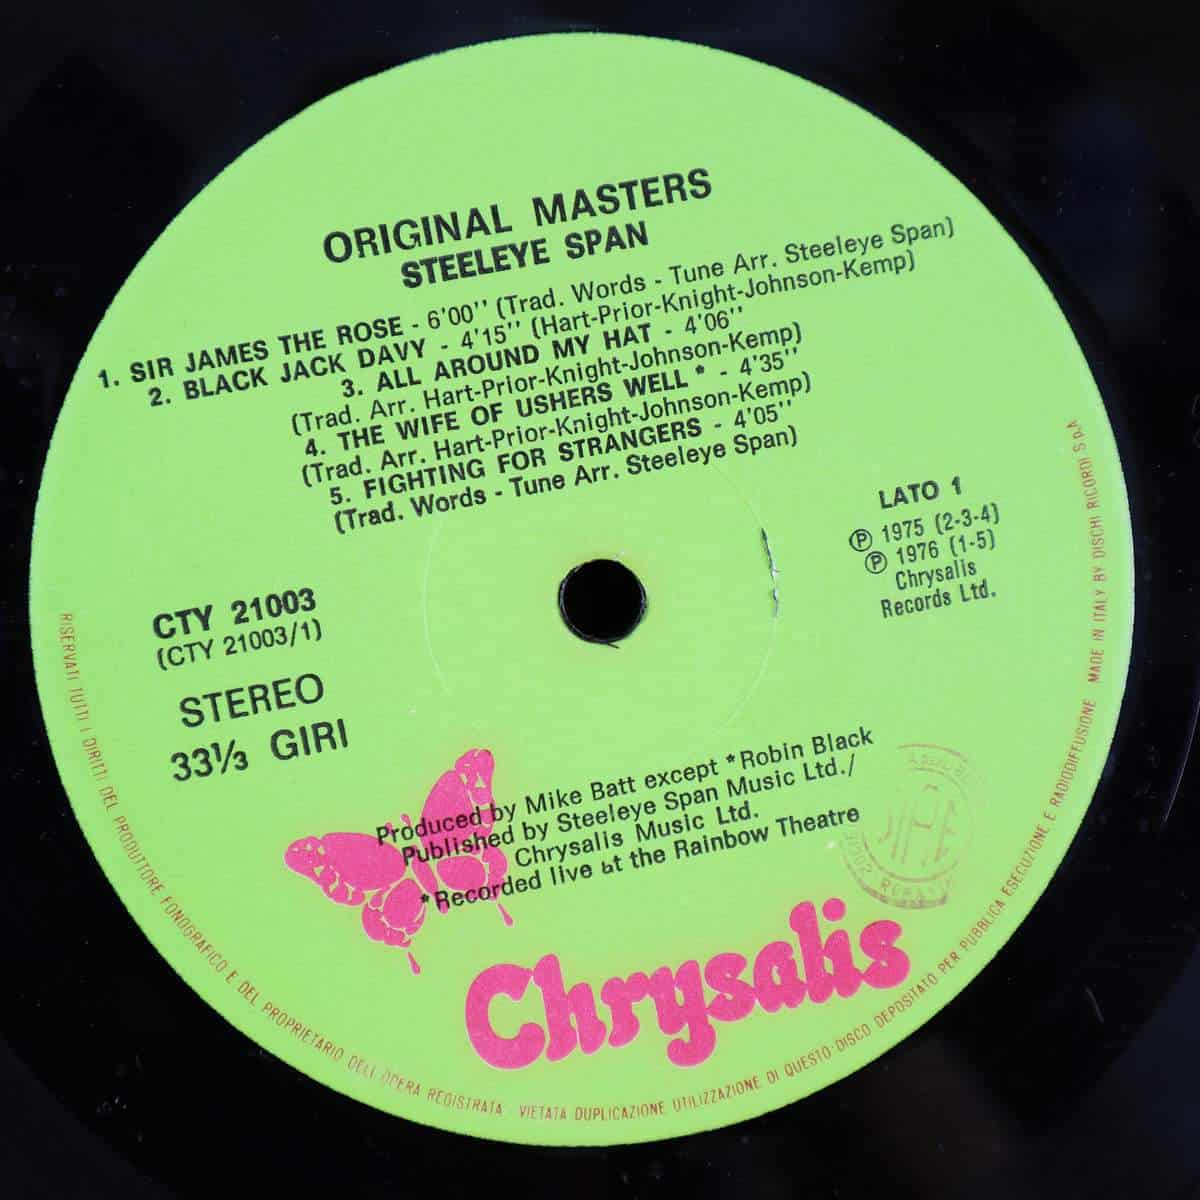 ORIGINAL MASTERS
STEELEYE SPAN
1. SIR JAMES THE ROSE - 6'00'' (Trad. Words - Tune Arr. Steeleye Span)
2. BLACK JACK DAVY - 4'15'' (Hart-Prior-Knight-Johnson-Kemp)
3. ALL AROUND MY HAT - 4'06''
(Trad. Arr. Hart-Prior-Knight-Johnson-Kemp)
4. THE WIFE OF USHERS WELL * - 4'35''
(Trad. Arr. Hart-Prior-Knight-Johnson-Kemp)
5. FIGHTING FOR STRANGERS - 4'05''
(Trad. Words - Tune Arr. Steeleye Span)
LATO 1
℗ 1975 (2-3-4)
℗ 1976 (1-5)
Chrysalis
Records Ltd.
CTY 21003
(CTY 21003/1)
STEREO
33⅓ GIRI
Produced by Mike Batt except *Robin Black
Published by Steeleye Span Music Ltd./
Chrysalis Music Ltd.
*Recorded live at the Rainbow Theatre
Chrysalis
RISERVATI TUTTI I DIRITTI DEL PRODUTTORE FONOGRAFICO E DEL PROPRIETARIO DELL'OPERA REGISTRATA - VIETATA DUPLICAZIONE UTILIZZAZIONE DI QUESTO DISCO DEPOSITATO PER PUBBLICA ESECUZIONE E RADIODIFFUSIONE MADE IN ITALY BY DISCHI RICORDI S.P.A.
ROMA